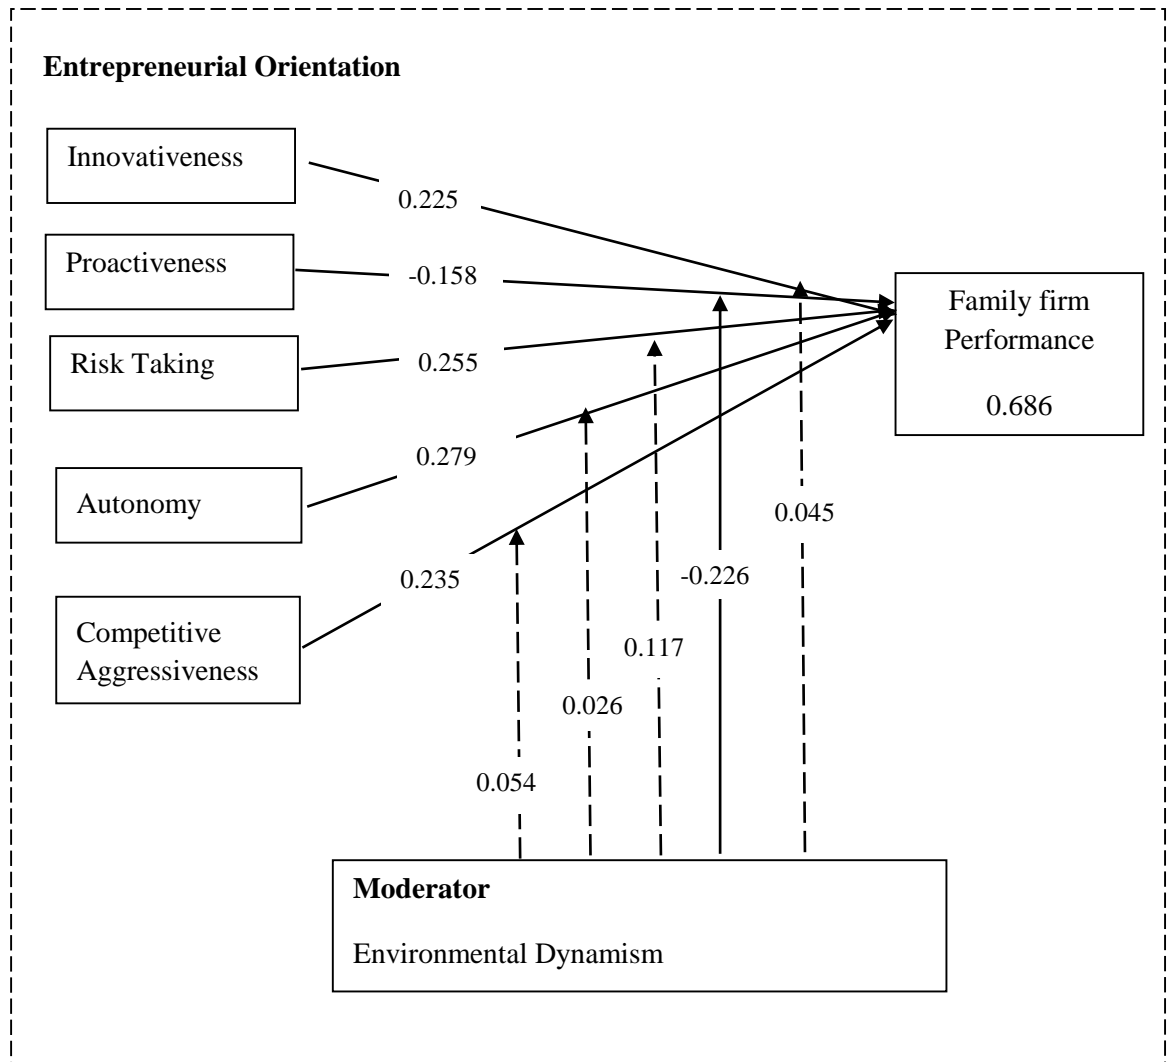 Entrepreneurial Orientation
Innovativeness
0.225
Proactiveness
-0.158
Risk Taking
0.255
Autonomy
0.279
Competitive
Aggressiveness
0.235
Family firm
Performance
0.686
0.045
-0.226
0.117
0.026
0.054
Moderator
Environmental Dynamism